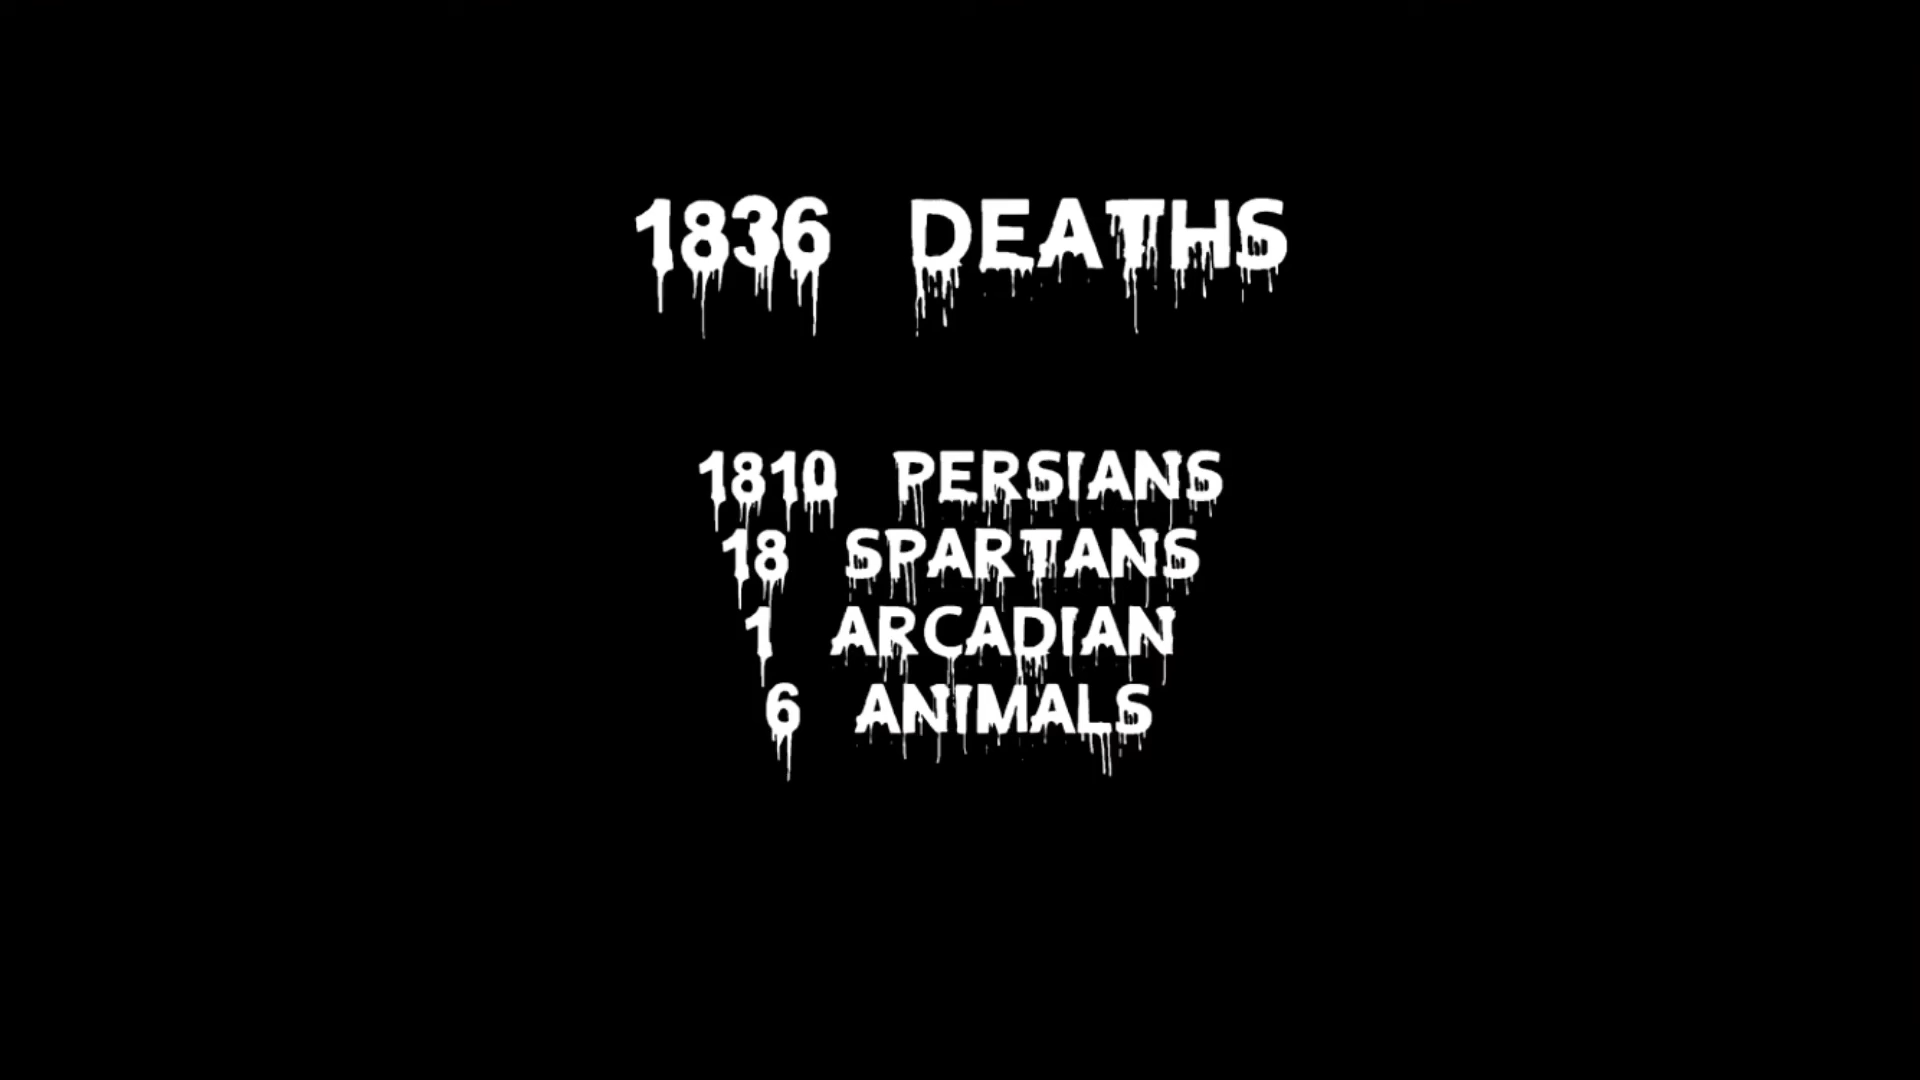 1836 DEATHS
1810 PERSIANS
18 SPARTANS
1 ARCADIAN
6 ANIMALS